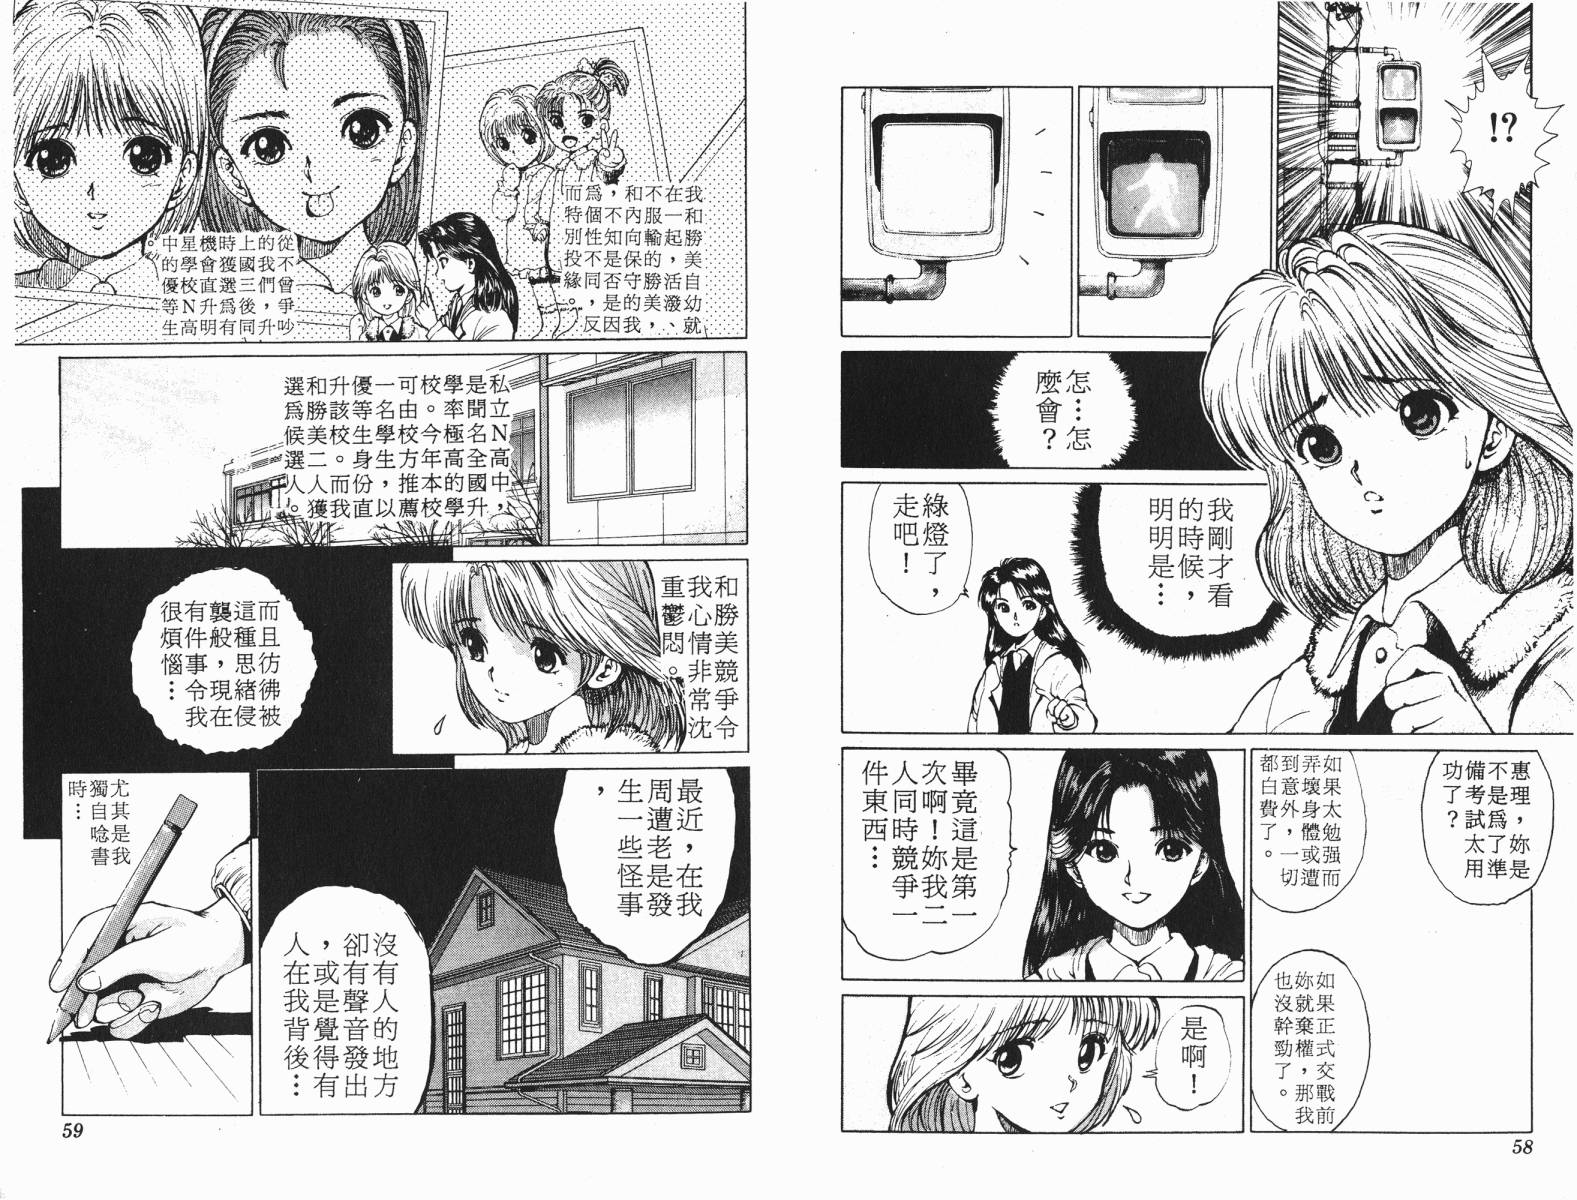 !?
怎…怎
麼會?
我剛才看
的時候,
明明是…
綠燈了,
走吧!
惠理,妳是
不是爲了準
備考試太用
功了?
如果太勉强而
弄壞身體或遭
到意外,一切
都白費了。
如果正式交戰前
妳就棄權,那我
也沒幹勁了。
畢竟這是第一
次啊!妳我二
人同時競爭一
件東西…
是啊!
58
我和勝美自幼就
在一起,活潑、
不服輸的勝美,
和內向保守的我
,不知是否是因
爲個性不同,反
而特別投緣。
從不曾爭吵
的我們,升
上國三後同
時獲選爲有
機會直升明
星學校N高
中的優等生
。
私立N高中,
是聞名全國升
學率極高的學
校。今年本校
可由校方推薦
一名學生,以
優等生身份直
升該校。而我
和勝美二人獲
選爲候選人。
和勝美競爭令
我心情非常沈
重鬱悶。
而且彷彿被
這種思緒侵
襲般,現在
有件事令我
很煩惱…
最近,在我
周遭老是發
生一些怪事
,
沒有人的地方
卻有聲音發出
,或是覺得有
人在我背後…
尤其是我
獨自唸書
時…
59